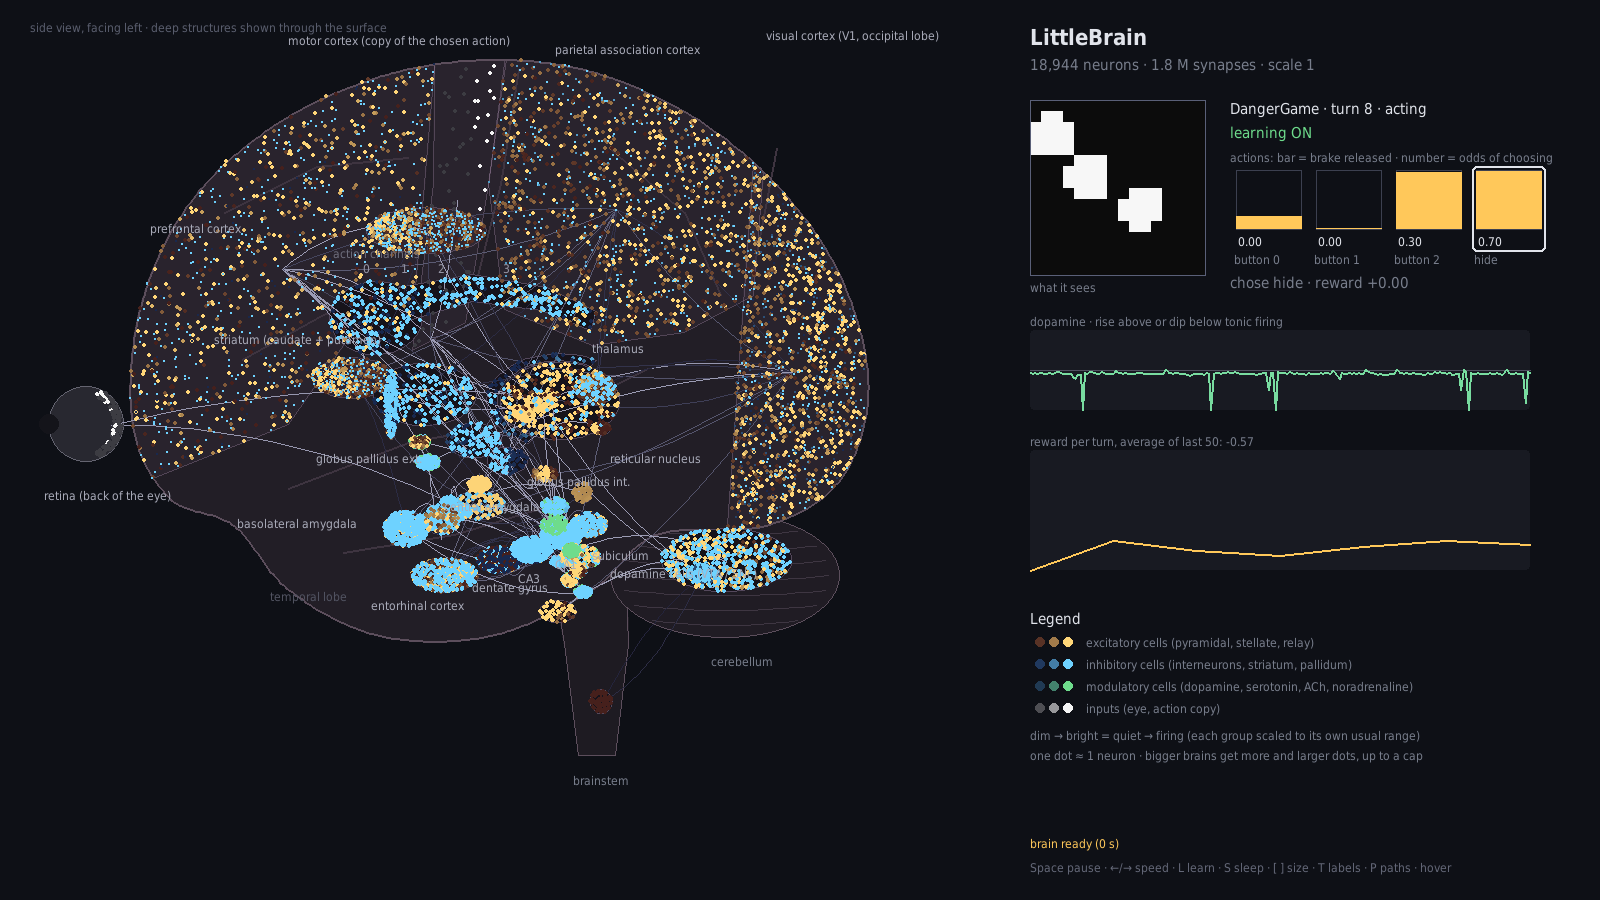 side view, facing left · deep structures shown through the surface
motor cortex (copy of the chosen action)
parietal association cortex
visual cortex (V1, occipital lobe)
prefrontal cortex
action channels
0 1 2 3
striatum (caudate + putamen)
thalamus
globus pallidus ext.
reticular nucleus
globus pallidus int.
retina (back of the eye)
amygdala
basolateral amygdala
subiculum
CA3
dopamine
dentate gyrus
temporal lobe
entorhinal cortex
cerebellum
brainstem
LittleBrain
18,944 neurons · 1.8 M synapses · scale 1
what it sees
DangerGame · turn 8 · acting
learning ON
actions: bar = brake released · number = odds of choosing
0.00 0.00 0.30 0.70
button 0 button 1 button 2 hide
chose hide · reward +0.00
dopamine · rise above or dip below tonic firing
reward per turn, average of last 50: -0.57
Legend
excitatory cells (pyramidal, stellate, relay)
inhibitory cells (interneurons, striatum, pallidum)
modulatory cells (dopamine, serotonin, ACh, noradrenaline)
inputs (eye, action copy)
dim → bright = quiet → firing (each group scaled to its own usual range)
one dot ≈ 1 neuron · bigger brains get more and larger dots, up to a cap
brain ready (0 s)
Space pause · ←/→ speed · L learn · S sleep · [ ] size · T labels · P paths · hover